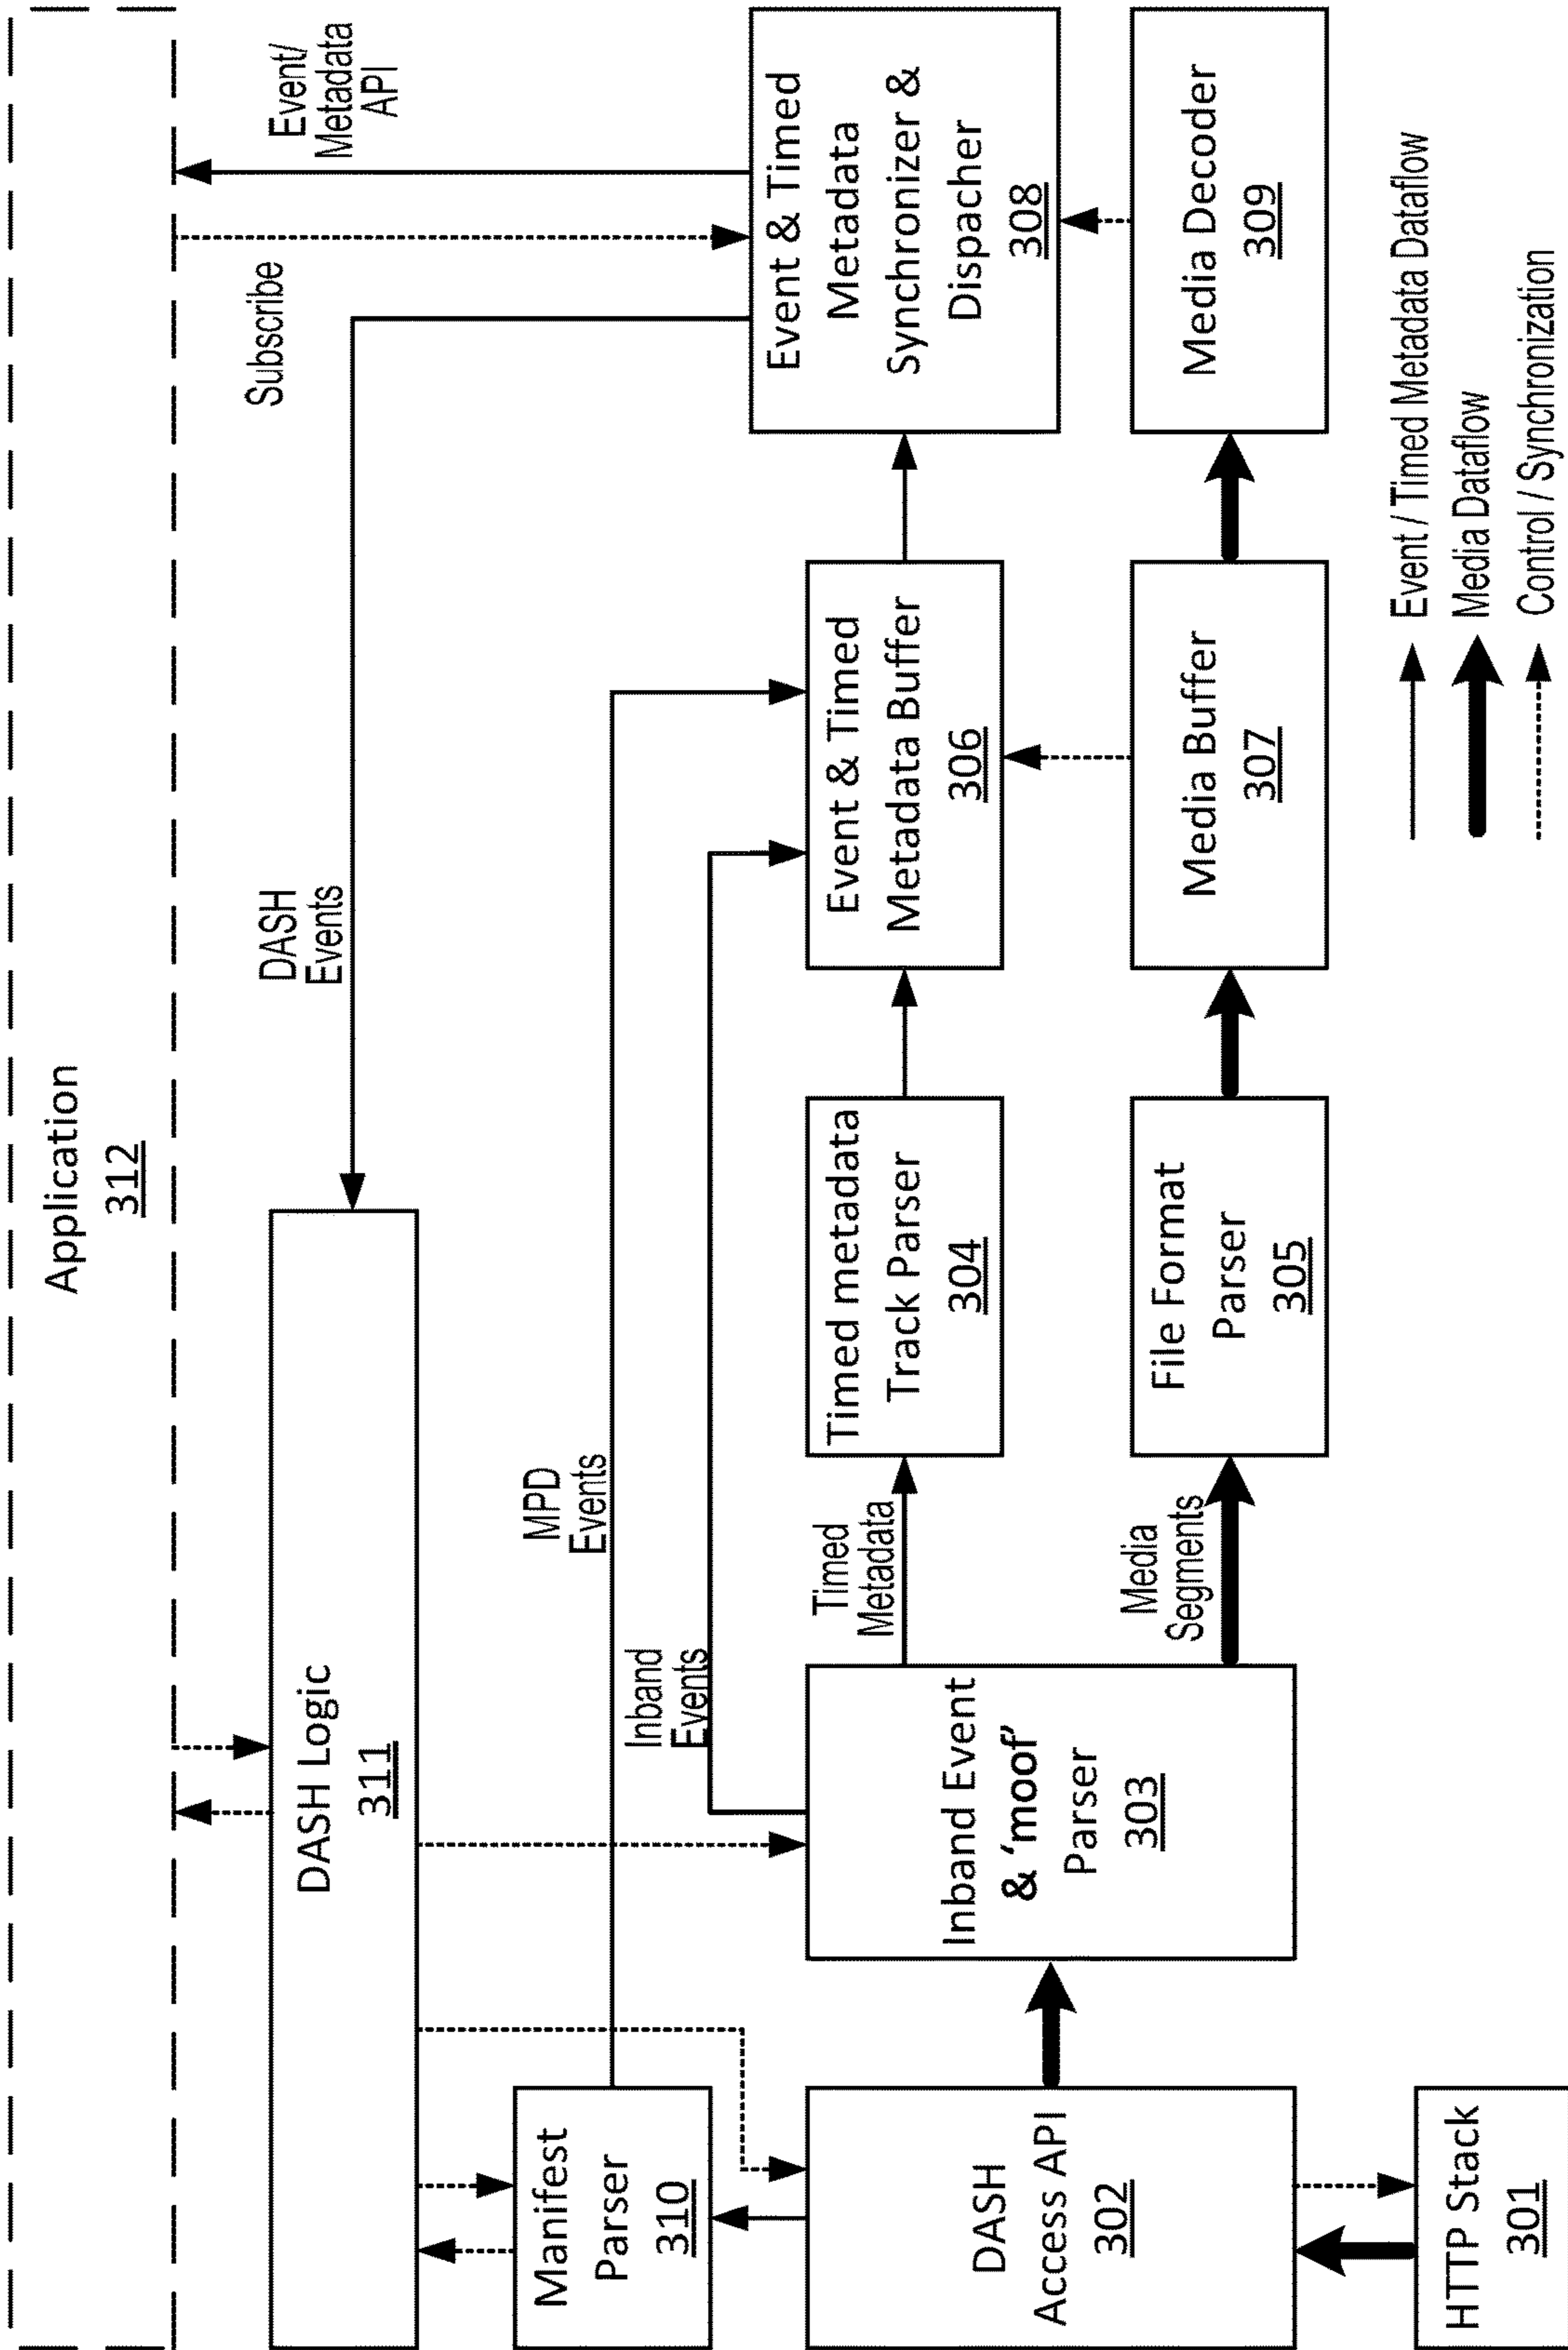 Application
312
DASH Logic
311
DASH
Events
Subscribe
Event/
Metadata
API
Manifest
Parser
310
MPD
Events
Inband
Events
DASH
Access API
302
Inband Event
& ‘moof’
Parser
303
Timed
Metadata
Timed metadata
Track Parser
304
Event & Timed
Metadata Buffer
306
Event & Timed
Metadata
Synchronizer &
Dispacher
308
Media
Segments
File Format
Parser
305
Media Buffer
307
Media Decoder
309
HTTP Stack
301
Event / Timed Metadata Dataflow
Media Dataflow
Control / Synchronization